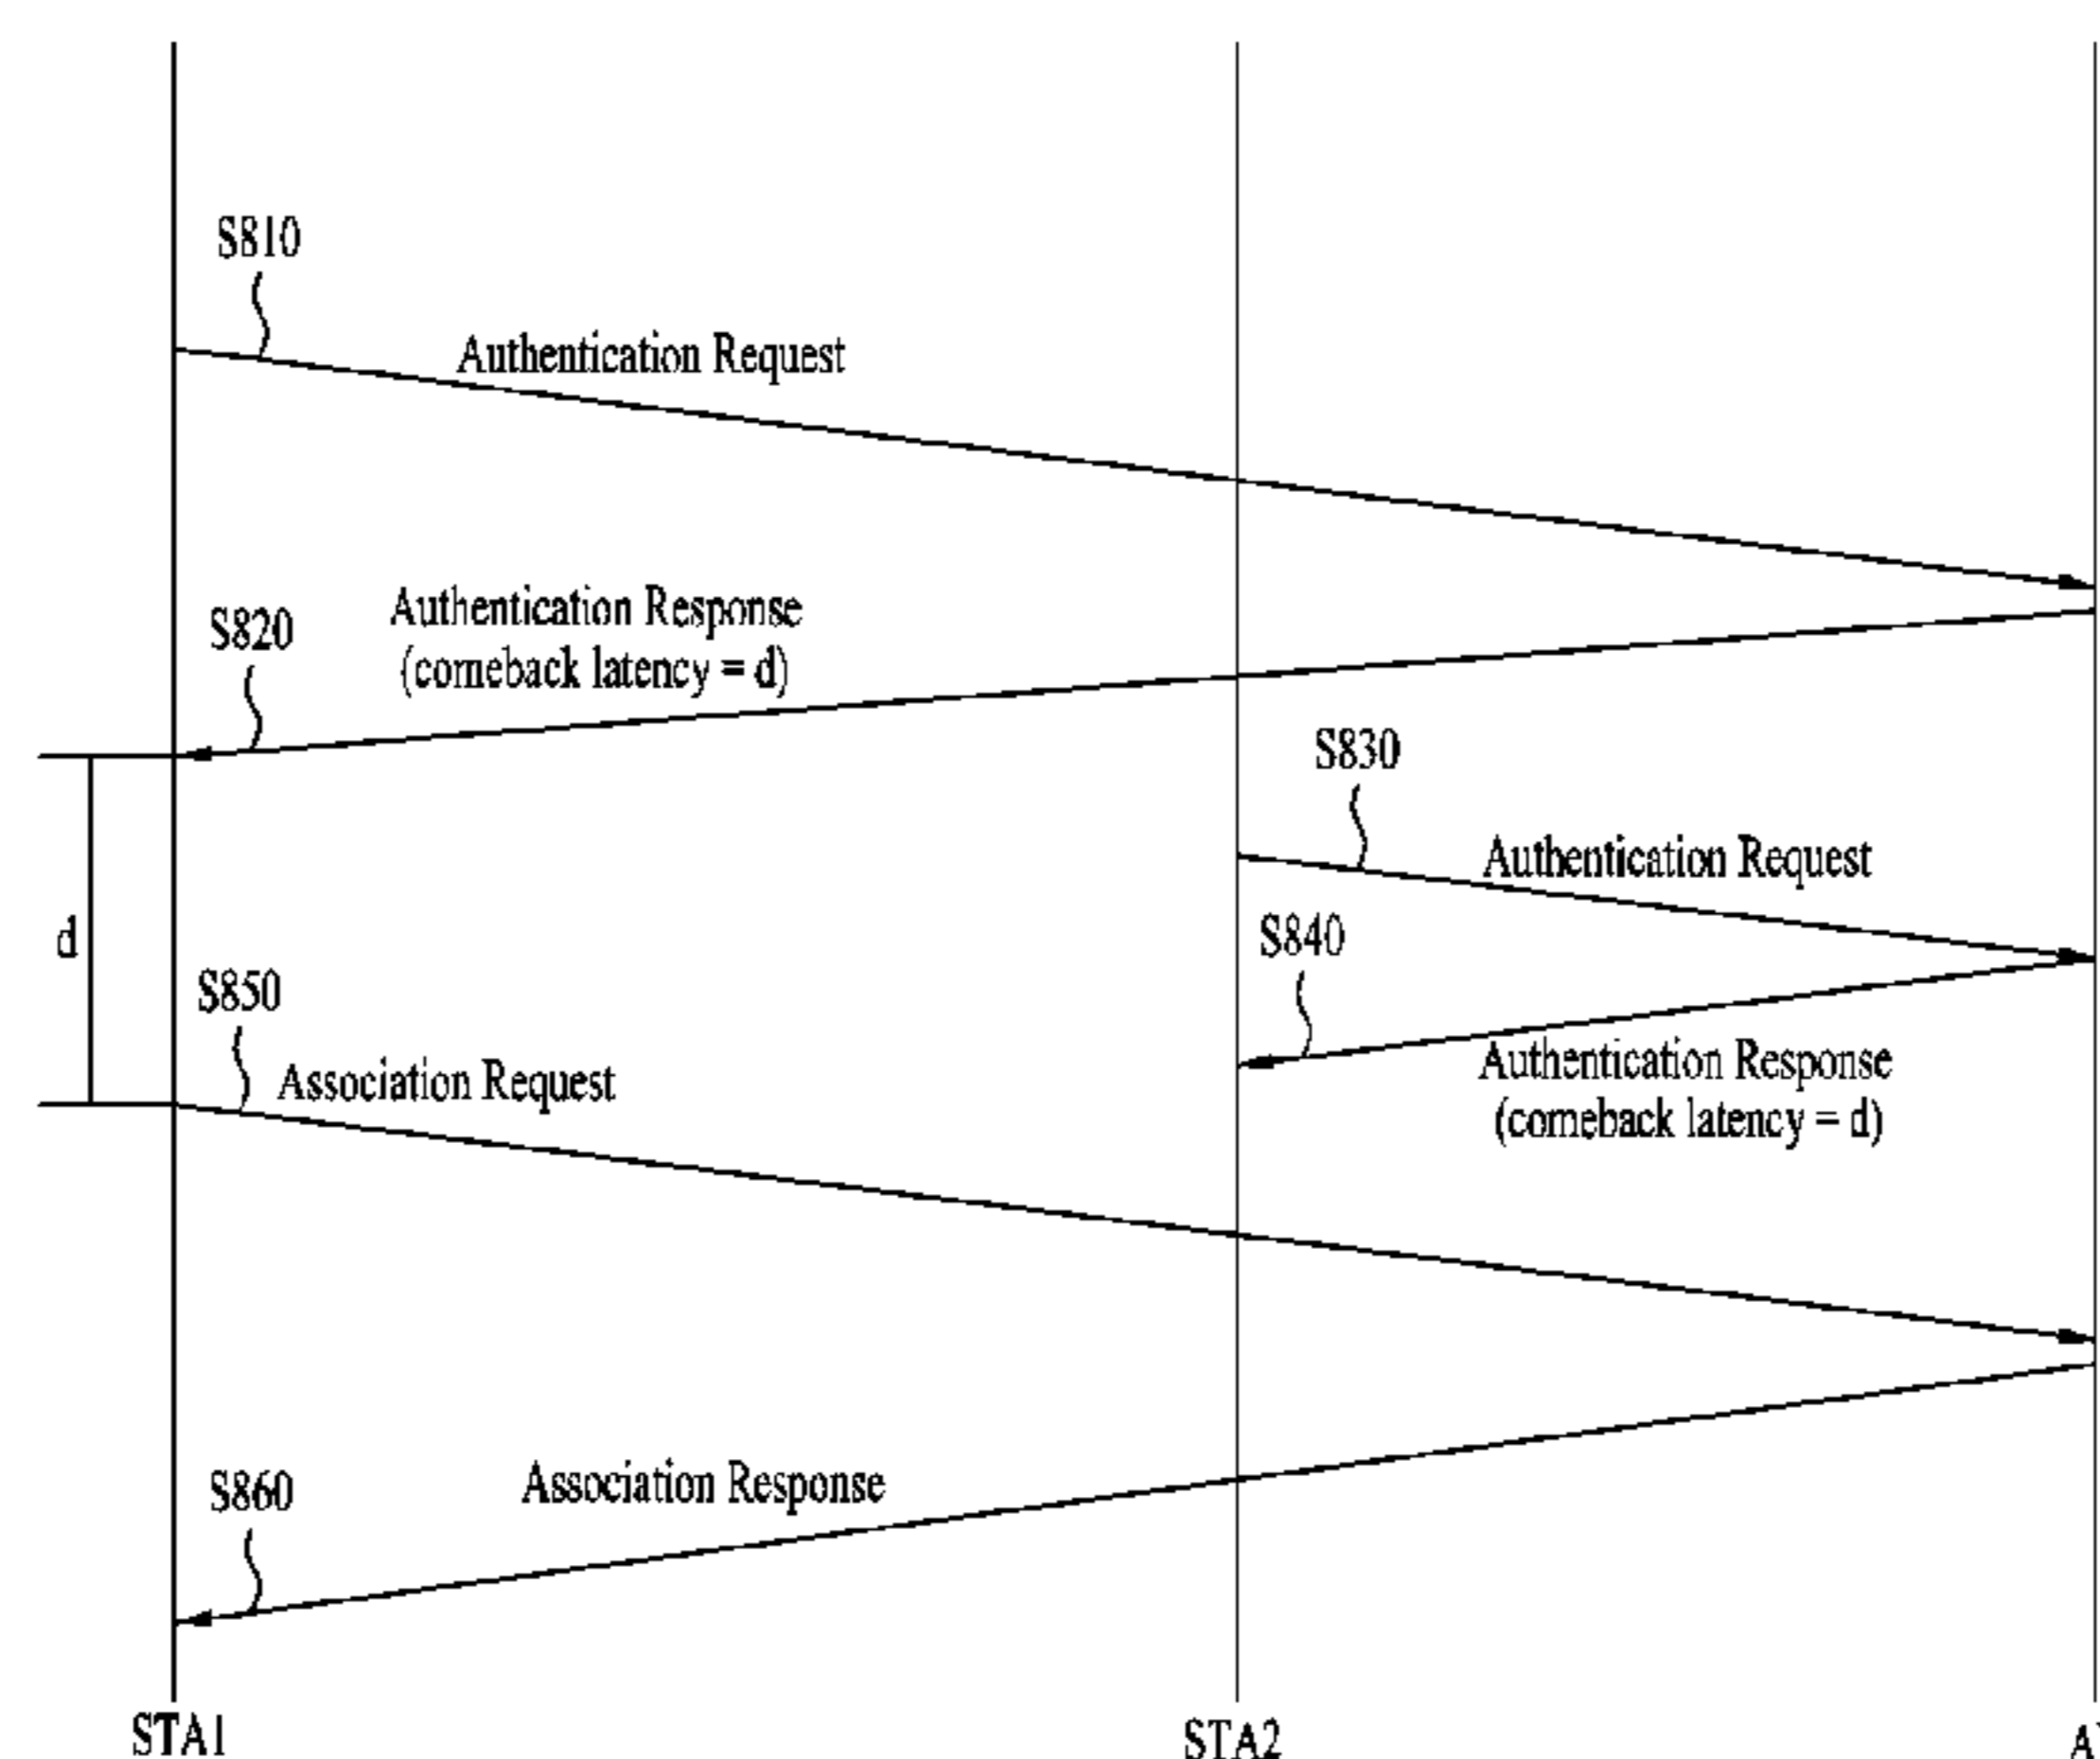 S810
Authentication Request
S820
Authentication Response
(comeback latency = d)
S830
Authentication Request
d
S840
S850
Association Request
Authentication Response
(comeback latency = d)
S860
Association Response
STA1
STA2